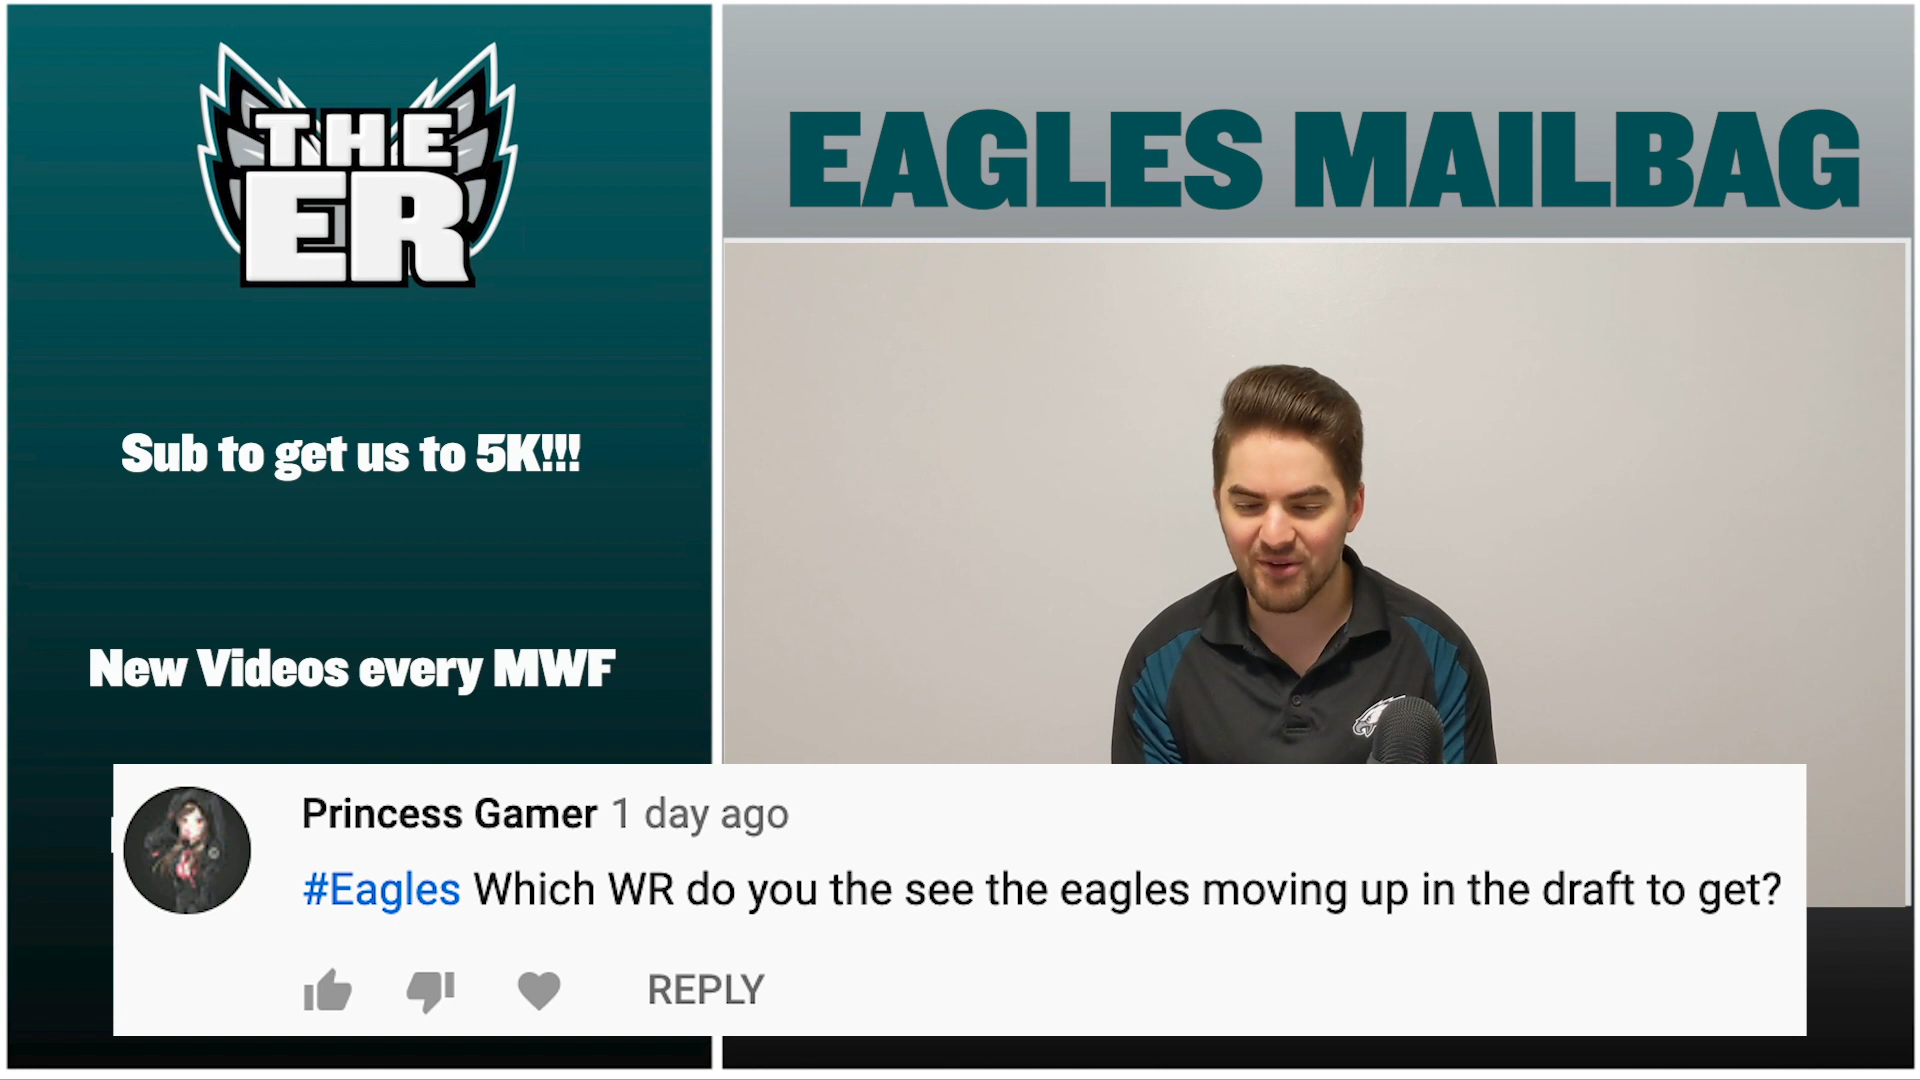 THE
ER
EAGLES MAILBAG
Sub to get us to 5K!!!
New Videos every MWF
Princess Gamer 1 day ago
#Eagles Which WR do you the see the eagles moving up in the draft to get?
REPLY